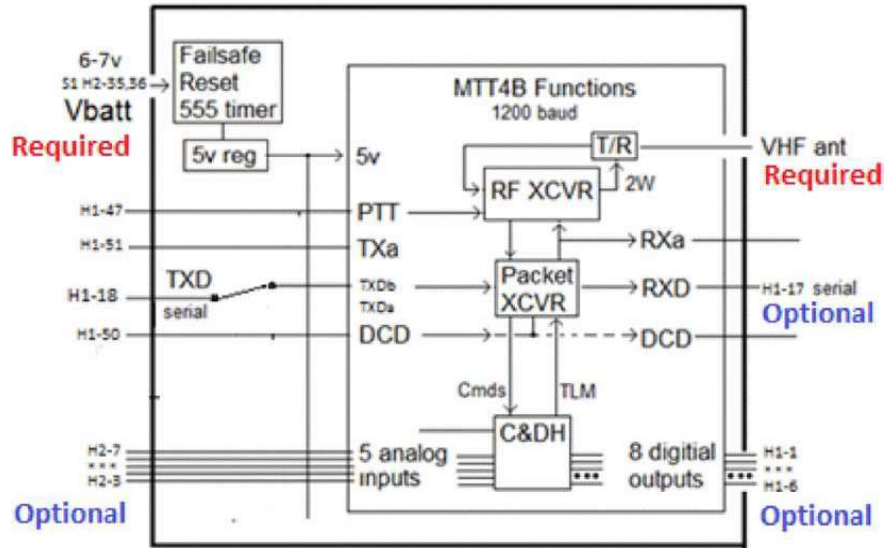 6-7v
S1 H2-35,36
Vbatt
Required
Failsafe
Reset
555 timer
5v reg
MTT4B Functions
1200 baud
5v
T/R
VHF ant
Required
2W
RF XCVR
H1-47
PTT
H1-51
TXa
RXa
TXD
H1-18
serial
TXDb
TXDa
Packet
XCVR
RXD
H1-17 serial
Optional
H1-50
DCD
DCD
Cmds
TLM
C&DH
H2-7
***
H2-3
5 analog
inputs
8 digitial
outputs
H1-1
***
H1-6
Optional
Optional